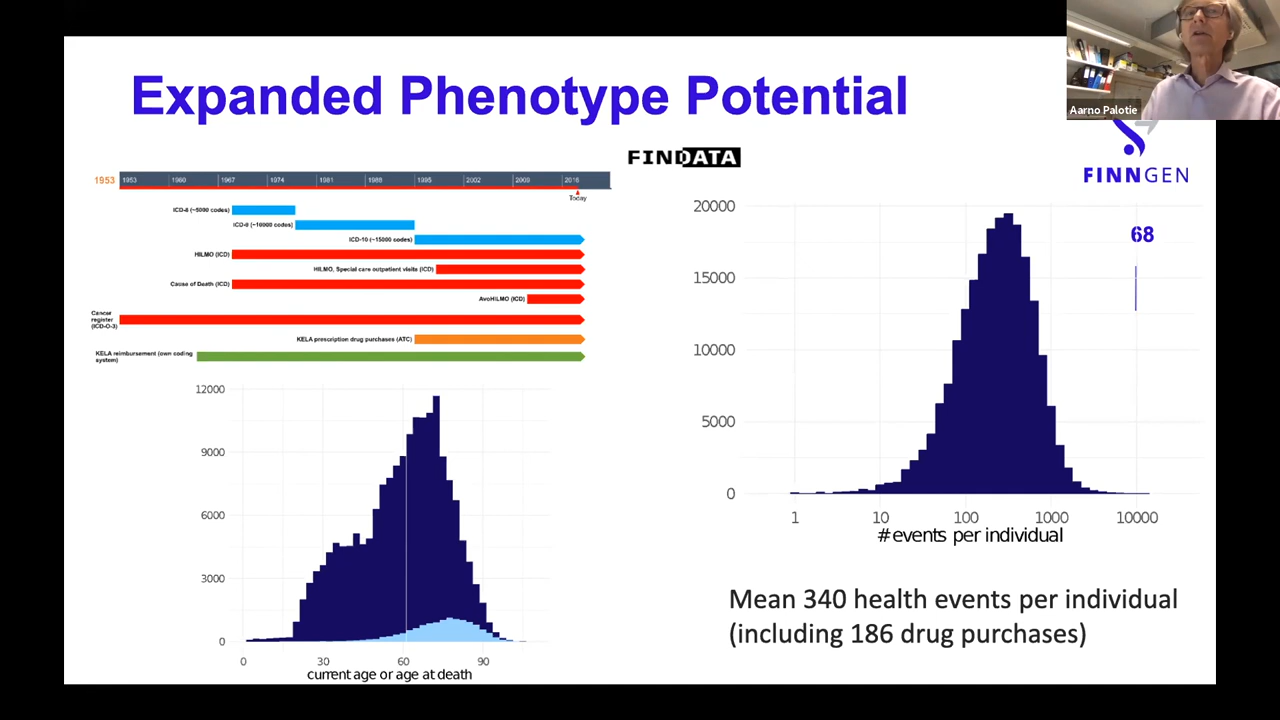 Expanded Phenotype Potential
Aarno Palotie
FINDATA
FINNGEN
1953
1953 1960 1967 1974 1981 1988 1995 2002 2009 2016
Today
ICD-8 (~5000 codes)
ICD-9 (~10000 codes)
ICD-10 (~15000 codes)
HILMO (ICD)
HILMO, Special care outpatient visits (ICD)
Cause of Death (ICD)
AvoHILMO (ICD)
Cancer
register
(ICD-O-3)
KELA prescription drug purchases (ATC)
KELA reimbursement (own coding
system)
12000
9000
6000
3000
0
0 30 60 90
current age or age at death
20000
15000
10000
5000
0
68
1 10 100 1000 10000
# events per individual
Mean 340 health events per individual
(including 186 drug purchases)